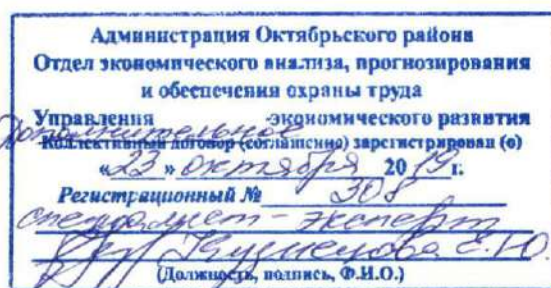 Администрация Октябрьского района
Отдел экономического анализа, прогнозирования
и обеспечения охраны труда
Управления экономического развития
Дополнительное
Коллективный договор (соглашение) зарегистрирован (о)
«23» октября 2019 г.
Регистрационный № 308
специалист - эксперт
Кузнецова Е.Ю.
(Должность, подпись, Ф.И.О.)